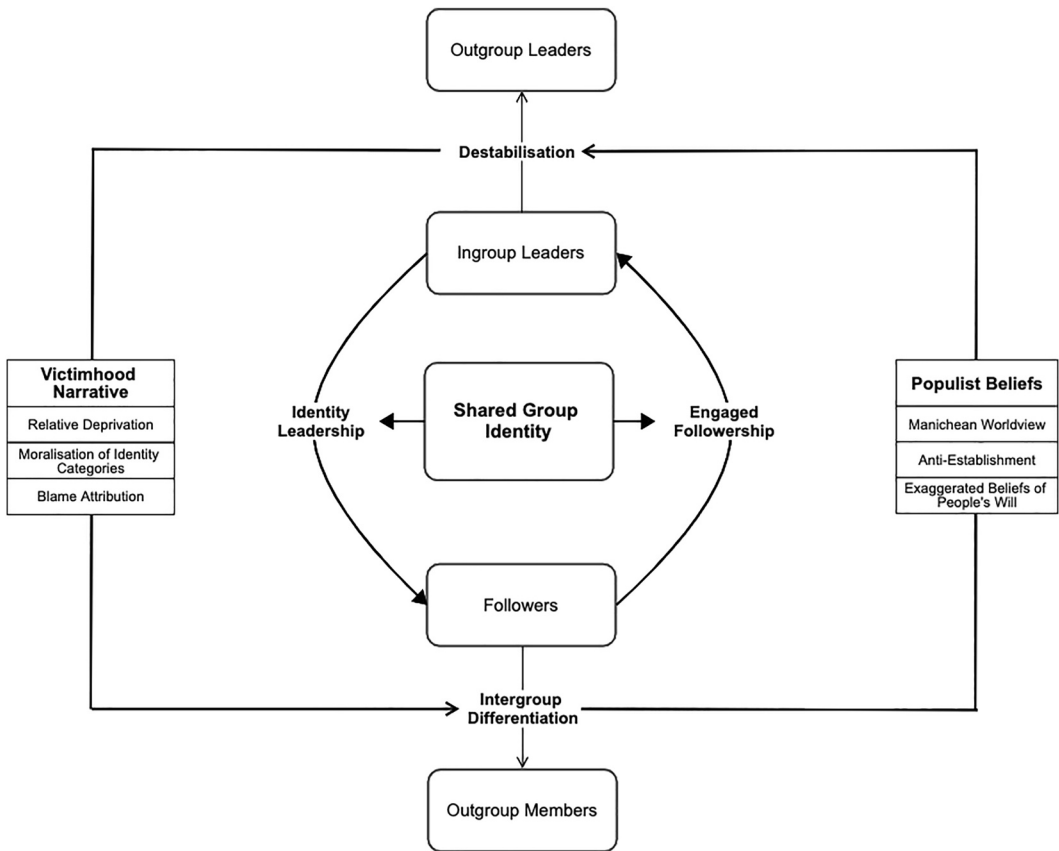 Outgroup Leaders
Destabilisation
Ingroup Leaders
Victimhood
Narrative
Relative Deprivation
Moralisation of Identity
Categories
Blame Attribution
Identity
Leadership
Shared Group
Identity
Engaged
Followership
Populist Beliefs
Manichean Worldview
Anti-Establishment
Exaggerated Beliefs of
People's Will
Followers
Intergroup
Differentiation
Outgroup Members